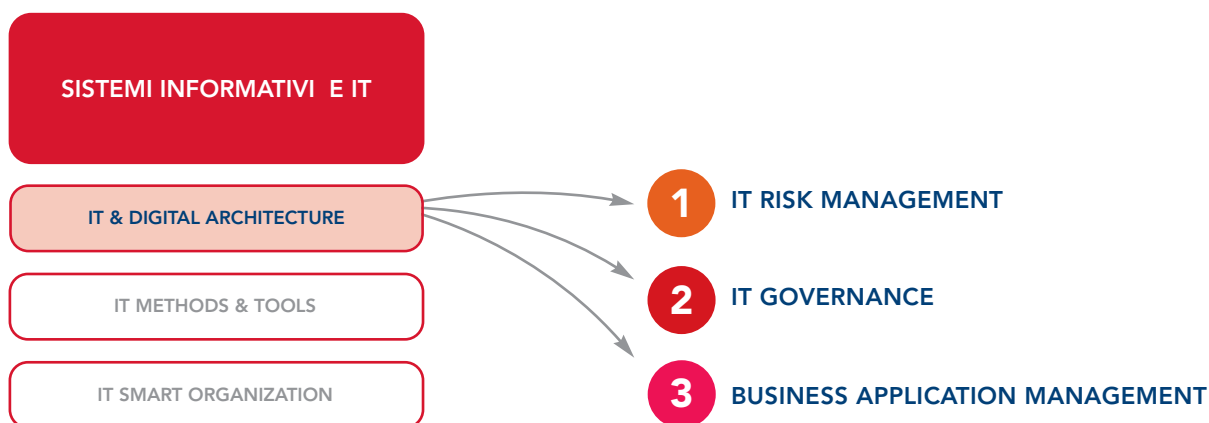 SISTEMI INFORMATIVI E IT
IT & DIGITAL ARCHITECTURE
IT METHODS & TOOLS
IT SMART ORGANIZATION
1 IT RISK MANAGEMENT
2 IT GOVERNANCE
3 BUSINESS APPLICATION MANAGEMENT